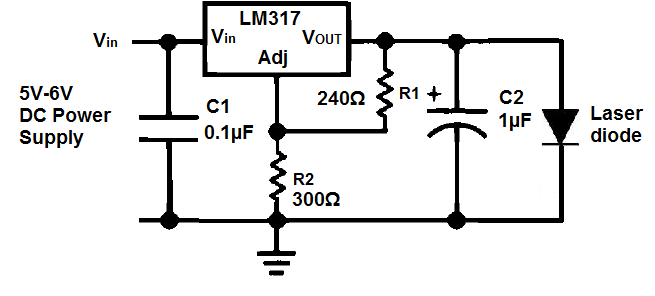 LM317
Vin
Vin
VOUT
Adj
5V-6V
DC Power
Supply
C1
0.1µF
240Ω
R1
+
C2
1µF
Laser
diode
R2
300Ω